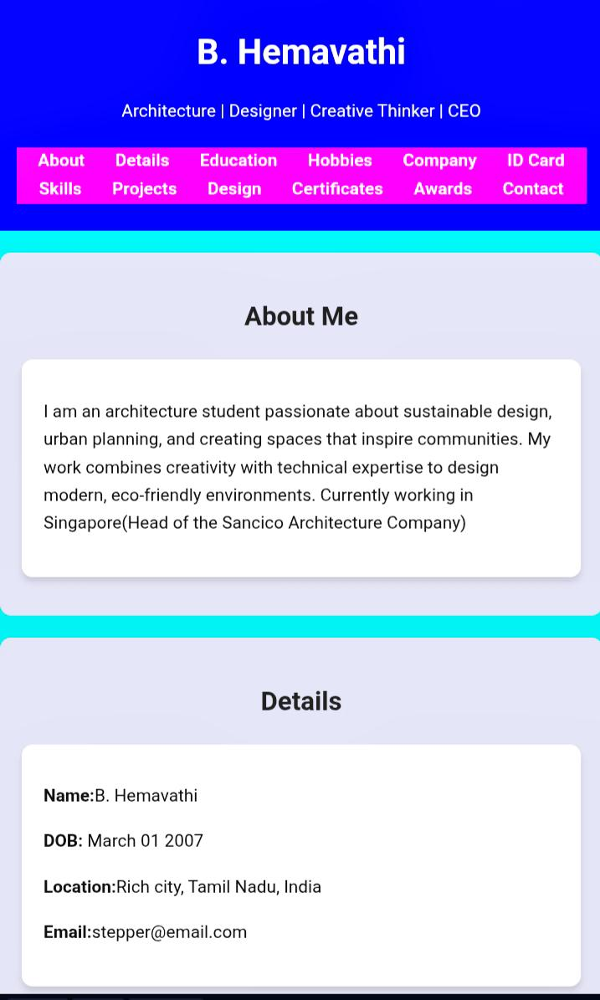 B. Hemavathi
Architecture | Designer | Creative Thinker | CEO
About Details Education Hobbies Company ID Card
Skills Projects Design Certificates Awards Contact
About Me
I am an architecture student passionate about sustainable design,
urban planning, and creating spaces that inspire communities. My
work combines creativity with technical expertise to design
modern, eco-friendly environments. Currently working in
Singapore(Head of the Sancico Architecture Company)
Details
Name:B. Hemavathi
DOB: March 01 2007
Location:Rich city, Tamil Nadu, India
Email:stepper@email.com